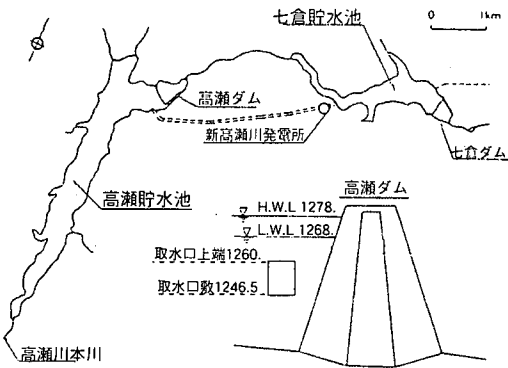 七倉貯水池
0 1km
高瀬ダム
新高瀬川発電所
七倉ダム
高瀬貯水池
高瀬ダム
H.W.L 1278.
L.W.L 1268.
取水口上端1260.
取水口敷1246.5
高瀬川本川